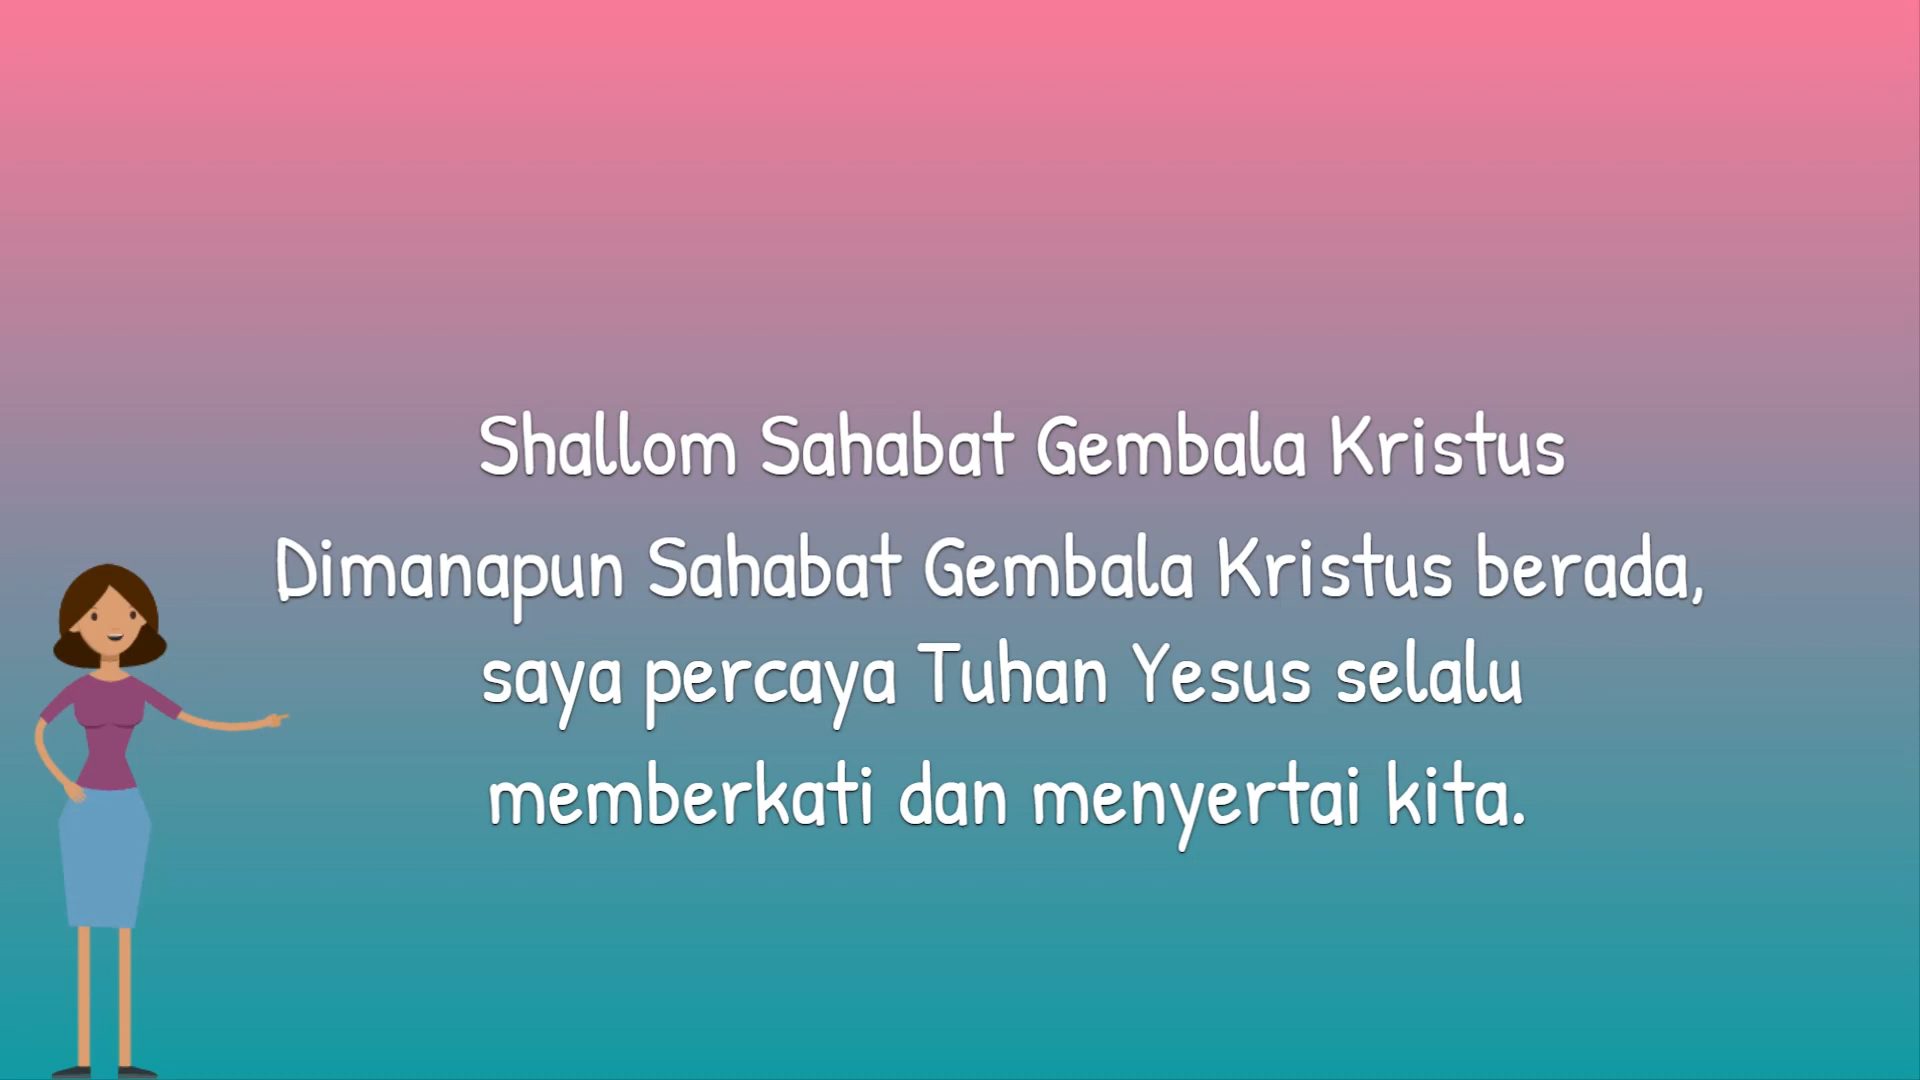 Shallom Sahabat Gembala Kristus
Dimanapun Sahabat Gembala Kristus berada,
saya percaya Tuhan Yesus selalu
memberkati dan menyertai kita.